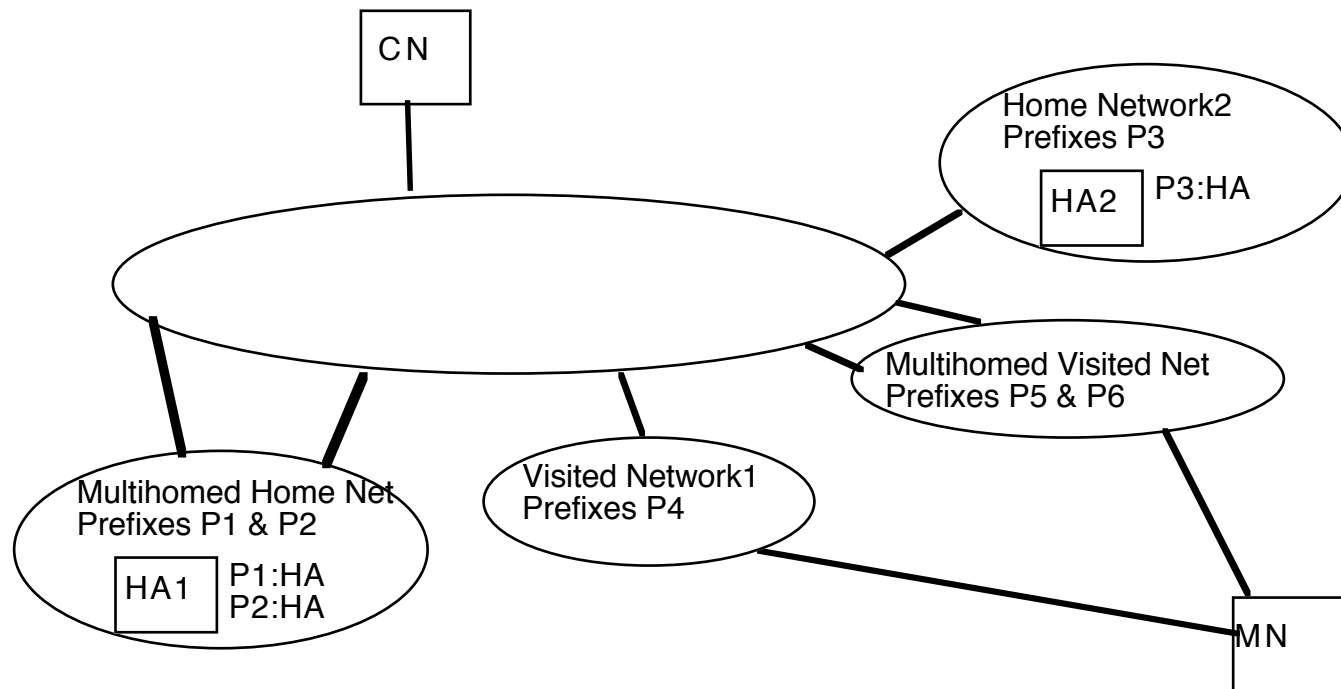 CN
Home Network2
Prefixes P3
HA2
P3:HA
Multihomed Visited Net
Prefixes P5 & P6
Multihomed Home Net
Prefixes P1 & P2
HA1
P1:HA
P2:HA
Visited Network1
Prefixes P4
MN